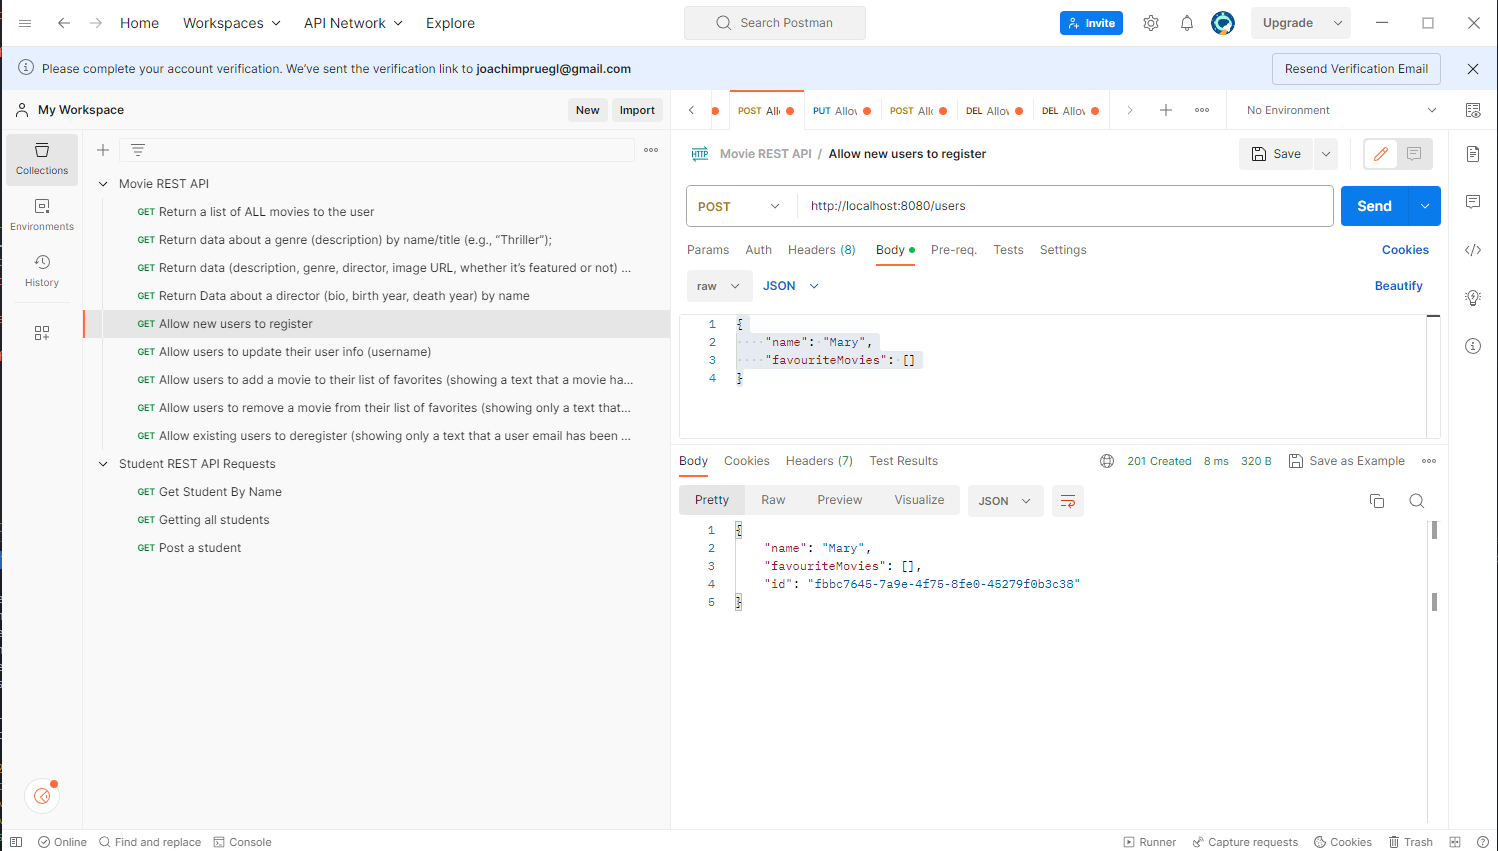 Home Workspaces API Network Explore Search Postman Invite Upgrade
Please complete your account verification. We've sent the verification link to joachimpruegl@gmail.com Resend Verification Email
My Workspace New Import
POST Allo PUT Allov POST Allo DEL Allov DEL Allov No Environment
Collections
Environments
History
Movie REST API
GET Return a list of ALL movies to the user
GET Return data about a genre (description) by name/title (e.g., “Thriller”);
GET Return data (description, genre, director, image URL, whether it’s featured or not) ...
GET Return Data about a director (bio, birth year, death year) by name
GET Allow new users to register
GET Allow users to update their user info (username)
GET Allow users to add a movie to their list of favorites (showing a text that a movie ha...
GET Allow users to remove a movie from their list of favorites (showing only a text that...
GET Allow existing users to deregister (showing only a text that a user email has been ...
Student REST API Requests
GET Get Student By Name
GET Getting all students
GET Post a student
HTTP Movie REST API / Allow new users to register Save
POST http://localhost:8080/users Send
Params Auth Headers (8) Body Pre-req. Tests Settings Cookies
raw JSON Beautify
1 {
2 "name": "Mary",
3 "favouriteMovies": []
4 }
Body Cookies Headers (7) Test Results 201 Created 8 ms 320 B Save as Example
Pretty Raw Preview Visualize JSON
1 {
2 "name": "Mary",
3 "favouriteMovies": [],
4 "id": "fbbc7645-7a9e-4f75-8fe0-45279f0b3c38"
5 }
Online Find and replace Console Runner Capture requests Cookies Trash